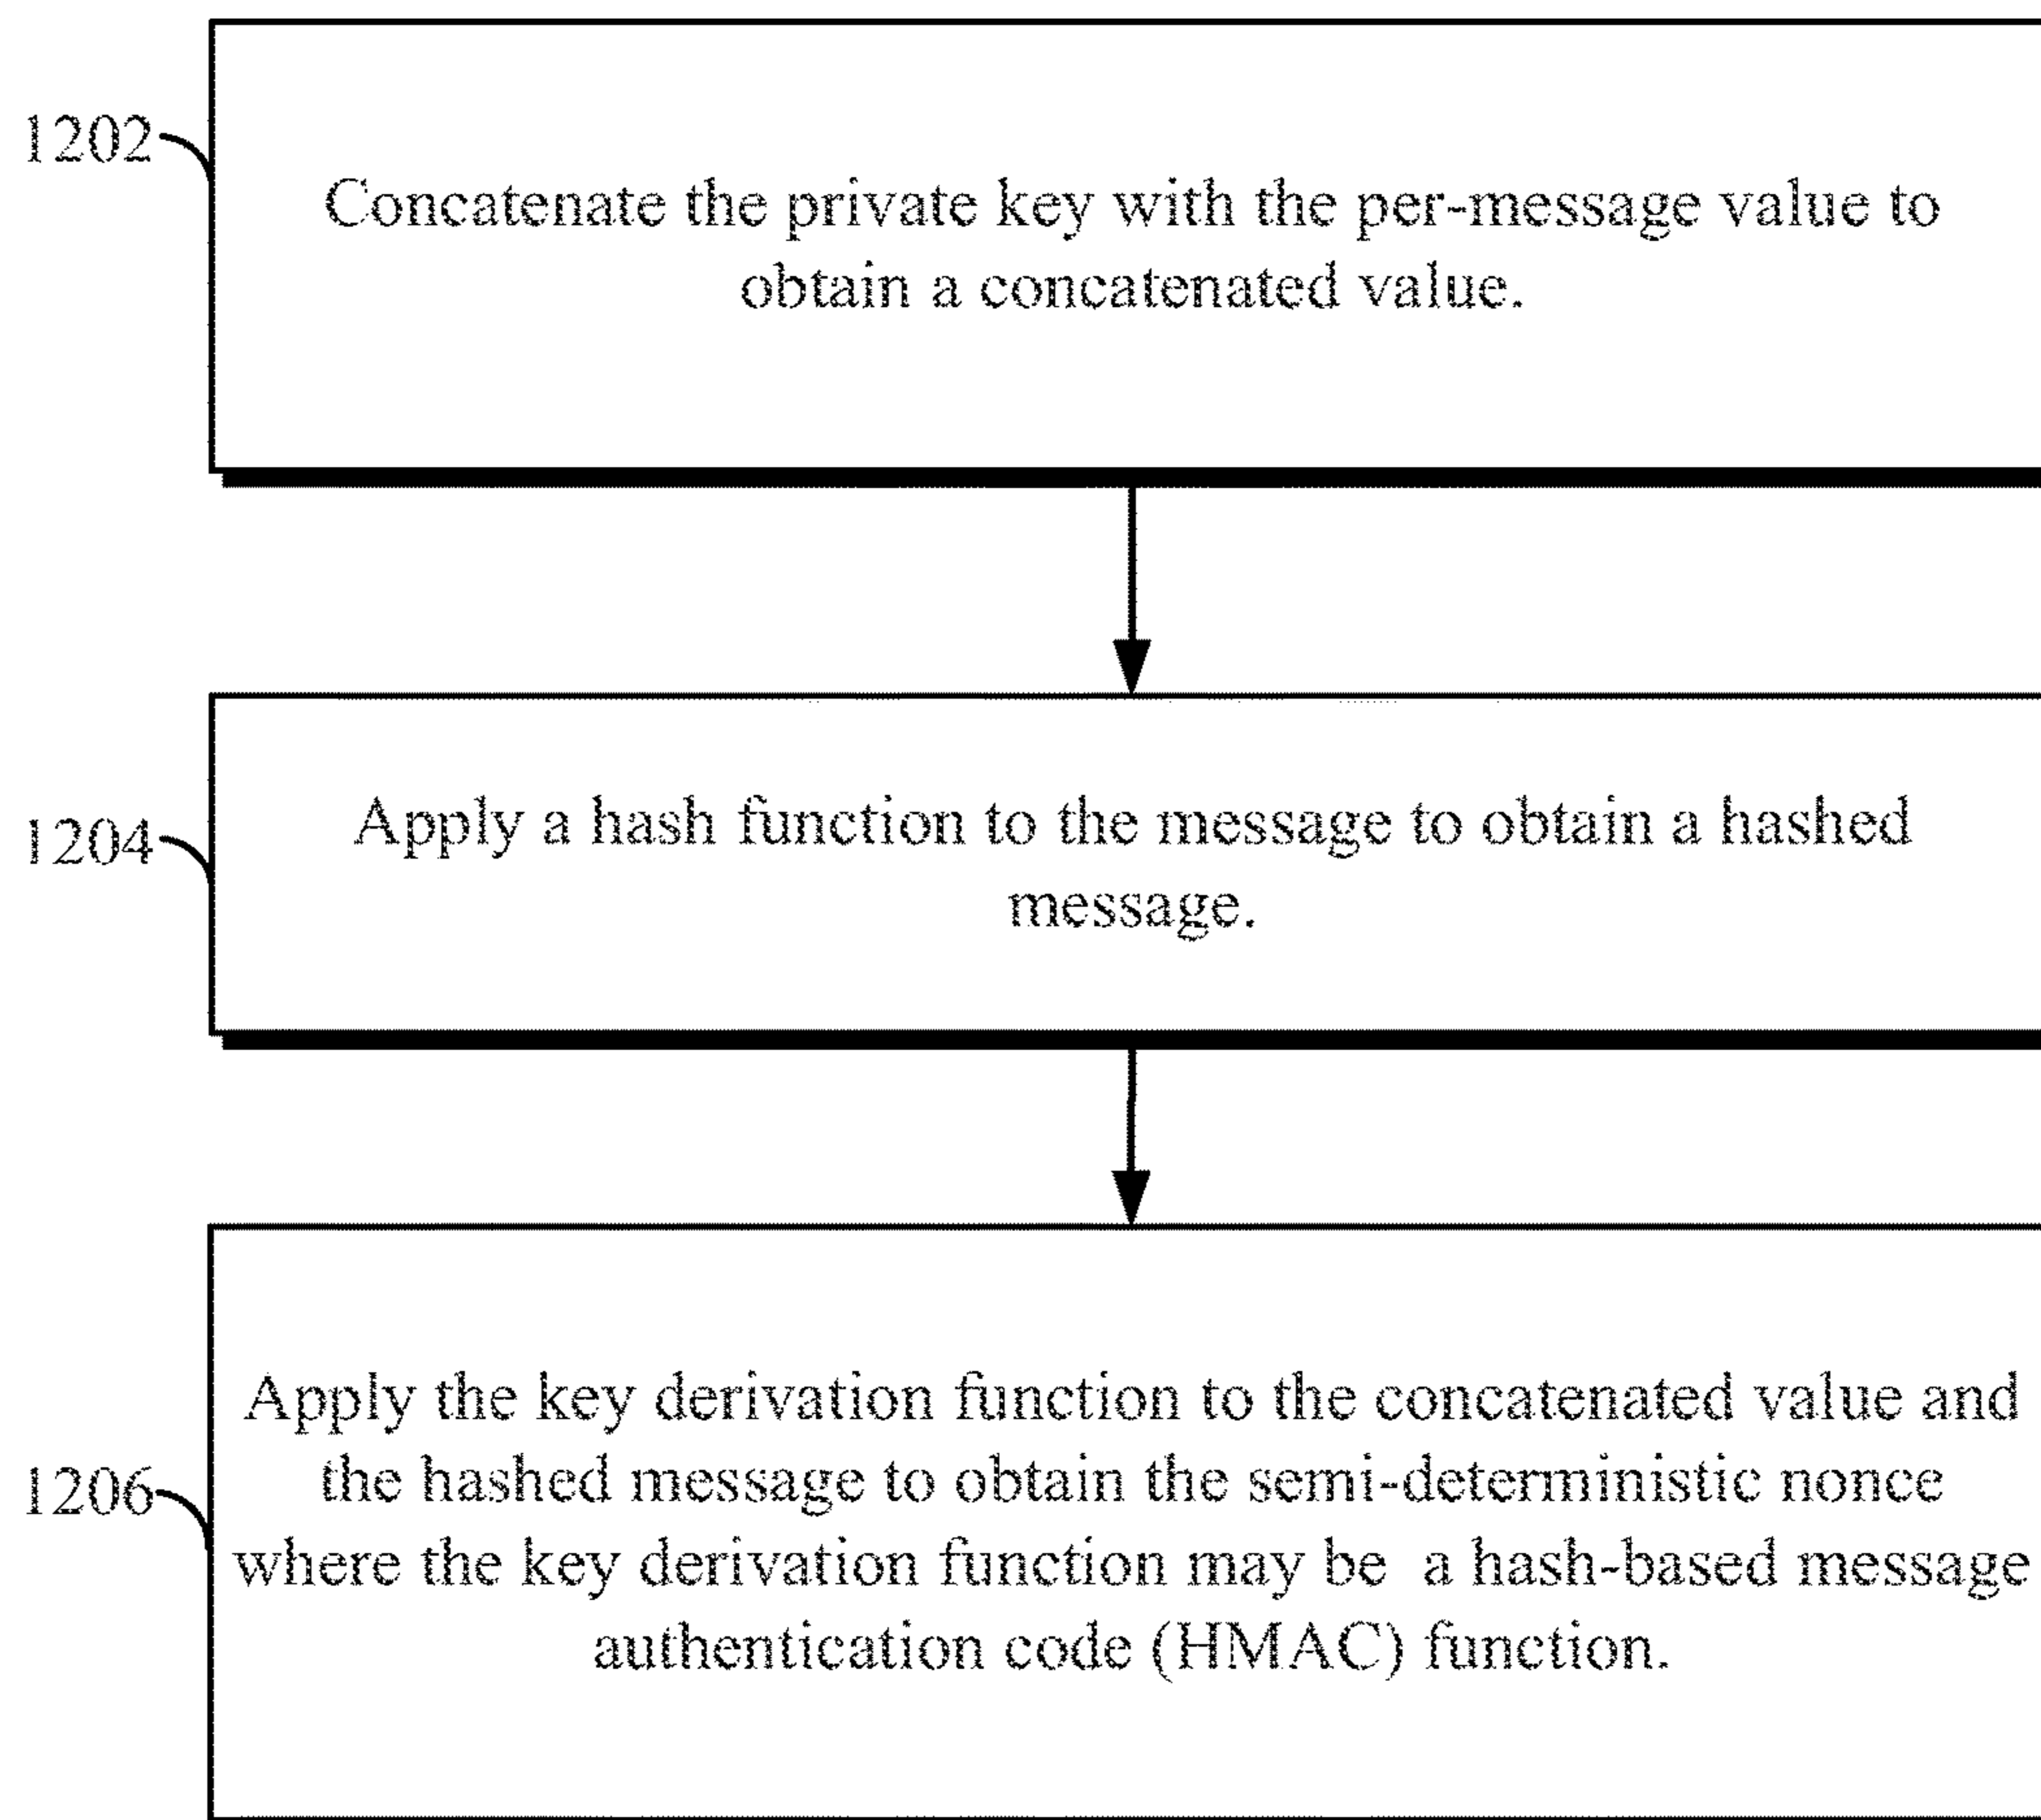 1202
Concatenate the private key with the per-message value to
obtain a concatenated value.
1204
Apply a hash function to the message to obtain a hashed
message.
1206
Apply the key derivation function to the concatenated value and
the hashed message to obtain the semi-deterministic nonce
where the key derivation function may be a hash-based message
authentication code (HMAC) function.